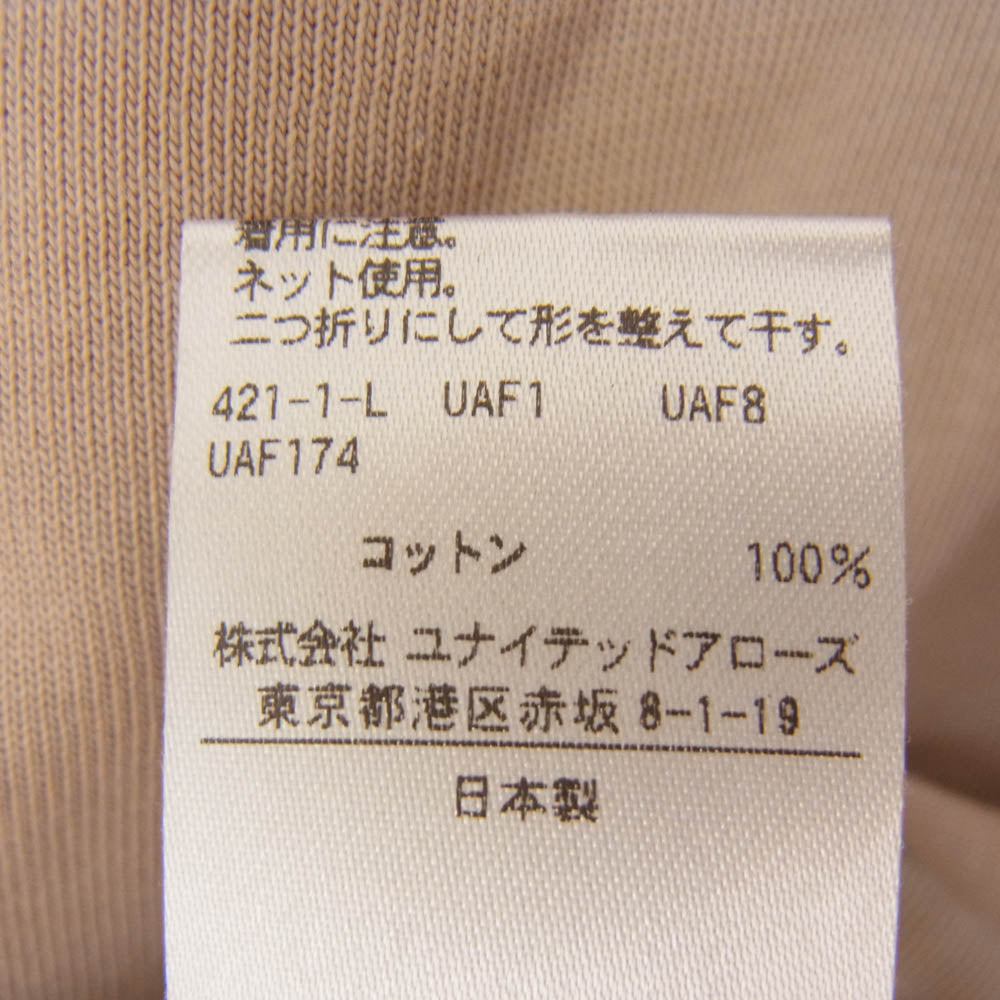 着用に注意。
ネット使用。
二つ折りにして形を整えて干す。
421-1-L UAF1 UAF8
UAF174
コットン 100%
株式会社 ユナイテッドアローズ
東京都港区赤坂 8-1-19
日本製